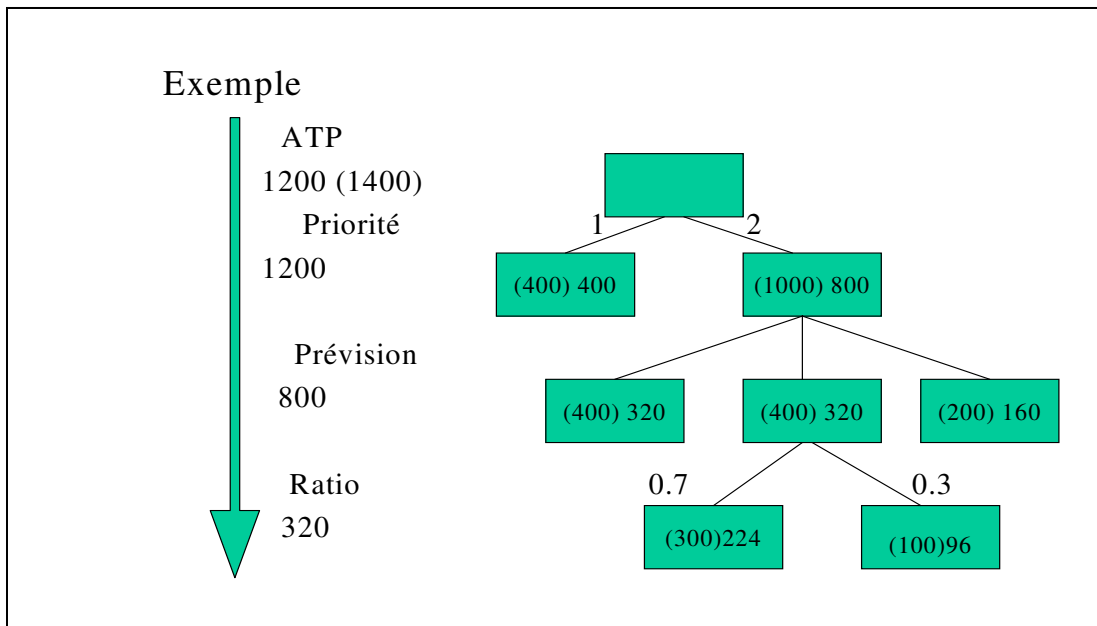 Exemple
ATP
1200 (1400)
Priorité
1200
Prévision
800
Ratio
320
1 2
(400) 400 (1000) 800
(400) 320 (400) 320 (200) 160
0.7 0.3
(300)224 (100)96